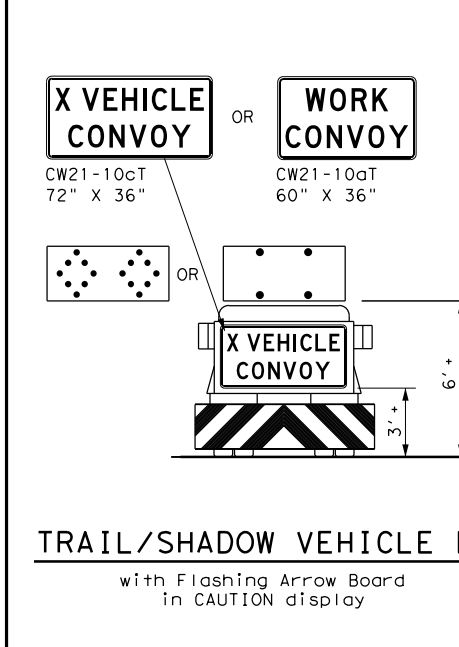 X VEHICLE
CONVOY
OR
WORK
CONVOY
CW21-10cT
72" X 36"
CW21-10aT
60" X 36"
OR
X VEHICLE
CONVOY
6' +
3' +
TRAIL/SHADOW VEHICLE
with Flashing Arrow Board
in CAUTION display